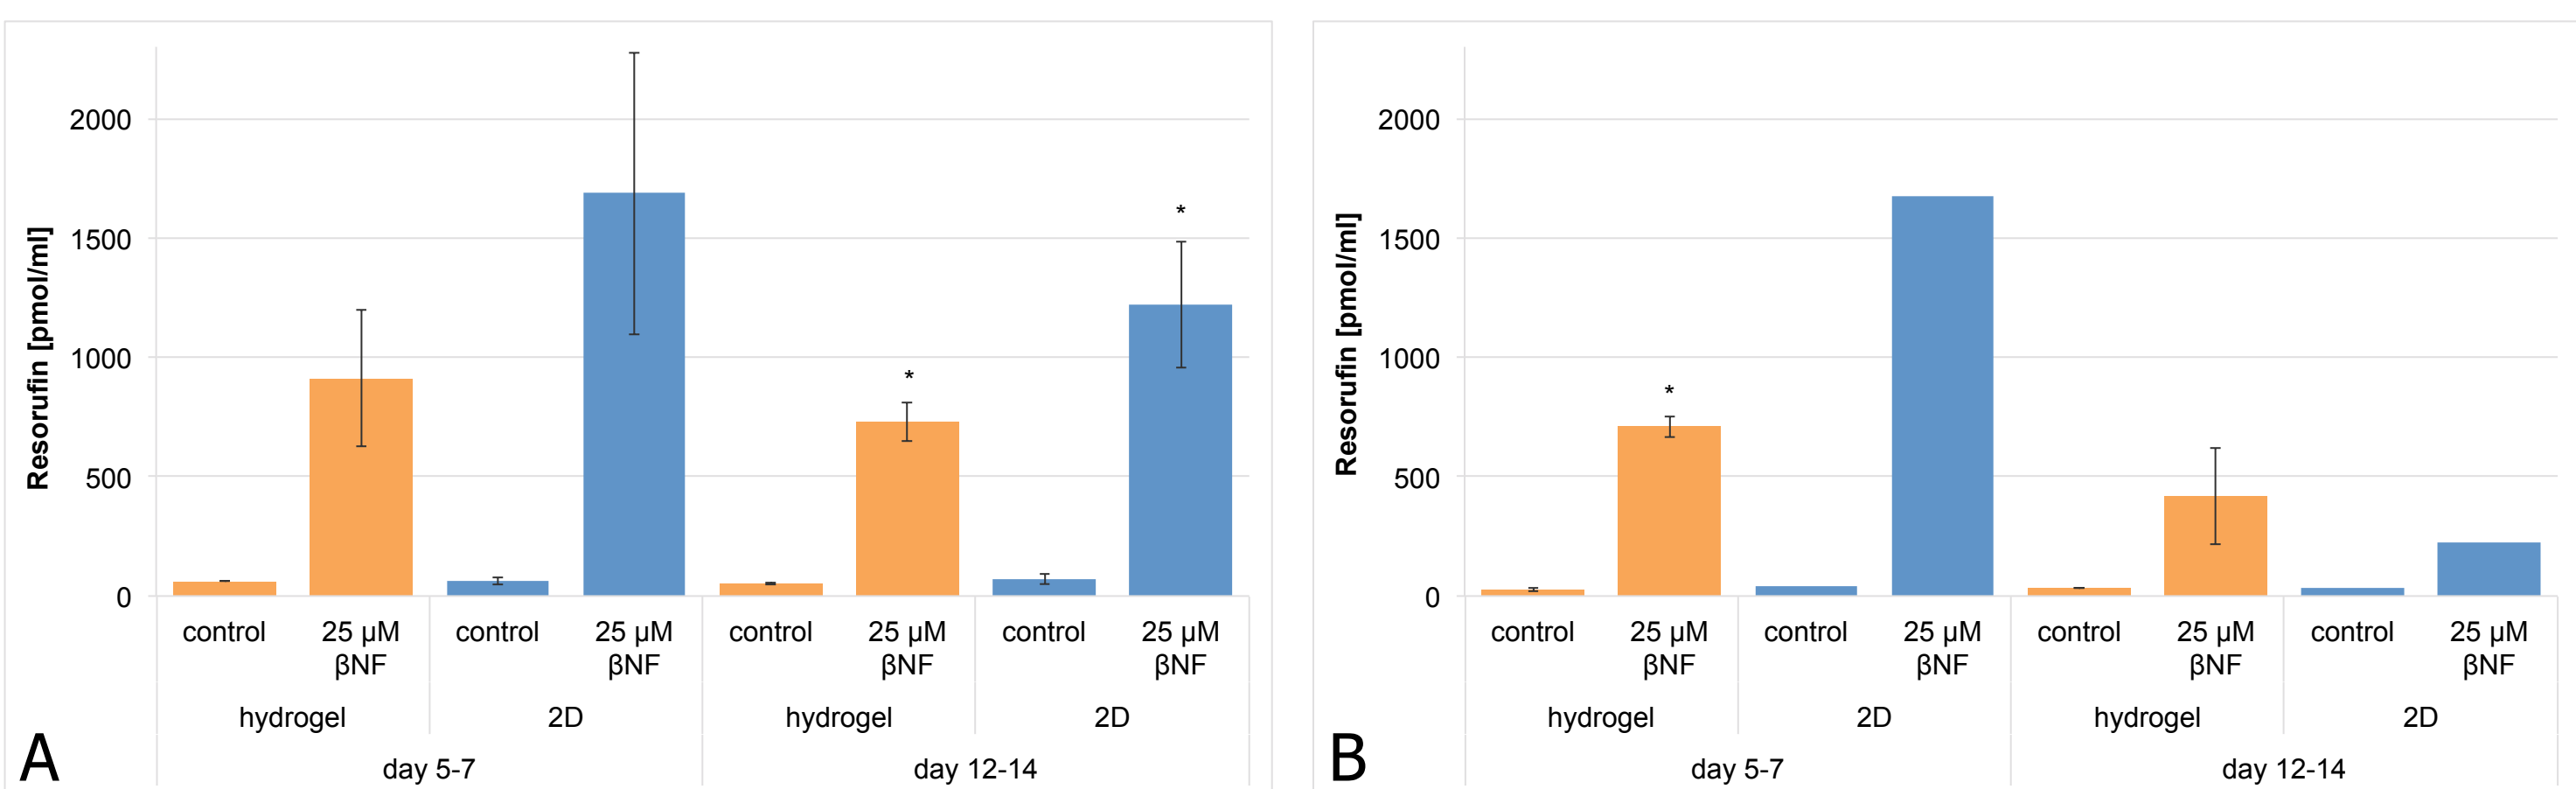 Resorufin [pmol/ml]
2000
1500
1000
500
0
*
*
control
25 µM
βNF
control
25 µM
βNF
control
25 µM
βNF
control
25 µM
βNF
hydrogel
2D
hydrogel
2D
day 5-7
day 12-14
A
Resorufin [pmol/ml]
2000
1500
1000
500
0
*
control
25 µM
βNF
control
25 µM
βNF
control
25 µM
βNF
control
25 µM
βNF
hydrogel
2D
hydrogel
2D
day 5-7
day 12-14
B